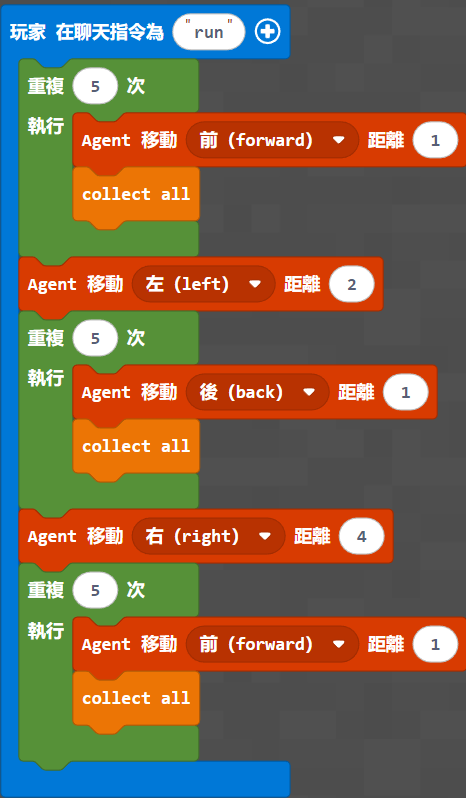 玩家 在聊天指令為 "run"
重複 5 次
執行
Agent 移動 前 (forward) 距離 1
collect all
Agent 移動 左 (left) 距離 2
重複 5 次
執行
Agent 移動 後 (back) 距離 1
collect all
Agent 移動 右 (right) 距離 4
重複 5 次
執行
Agent 移動 前 (forward) 距離 1
collect all